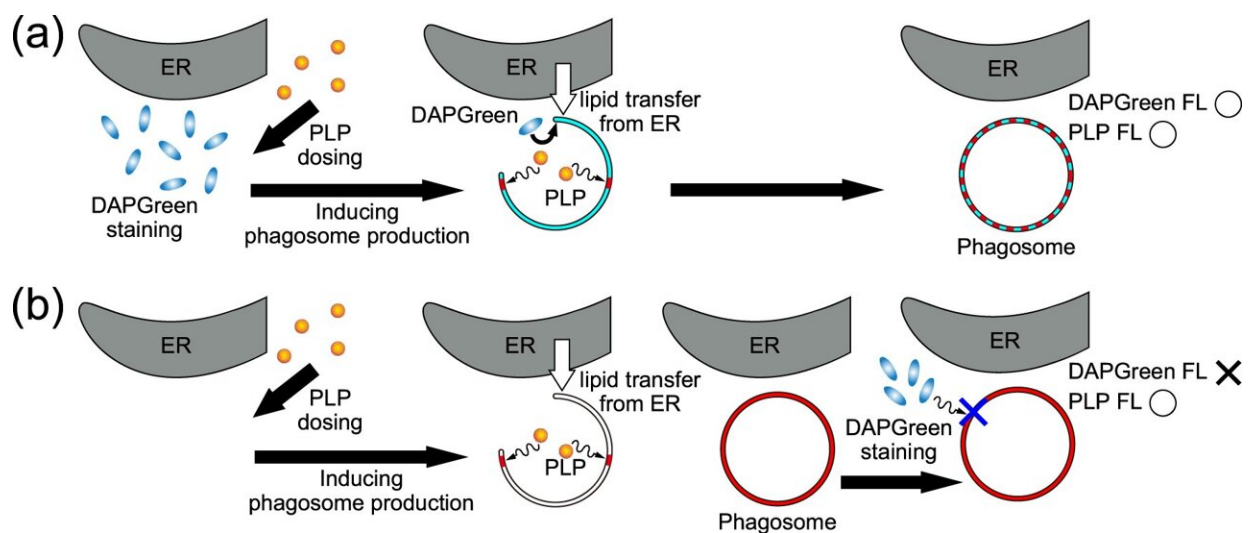 (a)
ER
PLP
dosing
DAPGreen
staining
Inducing
phagosome production
ER
lipid transfer
from ER
DAPGreen
PLP
ER
DAPGreen FL
PLP FL
Phagosome
(b)
ER
PLP
dosing
Inducing
phagosome production
ER
lipid transfer
from ER
PLP
ER
Phagosome
ER
DAPGreen
staining
DAPGreen FL
PLP FL